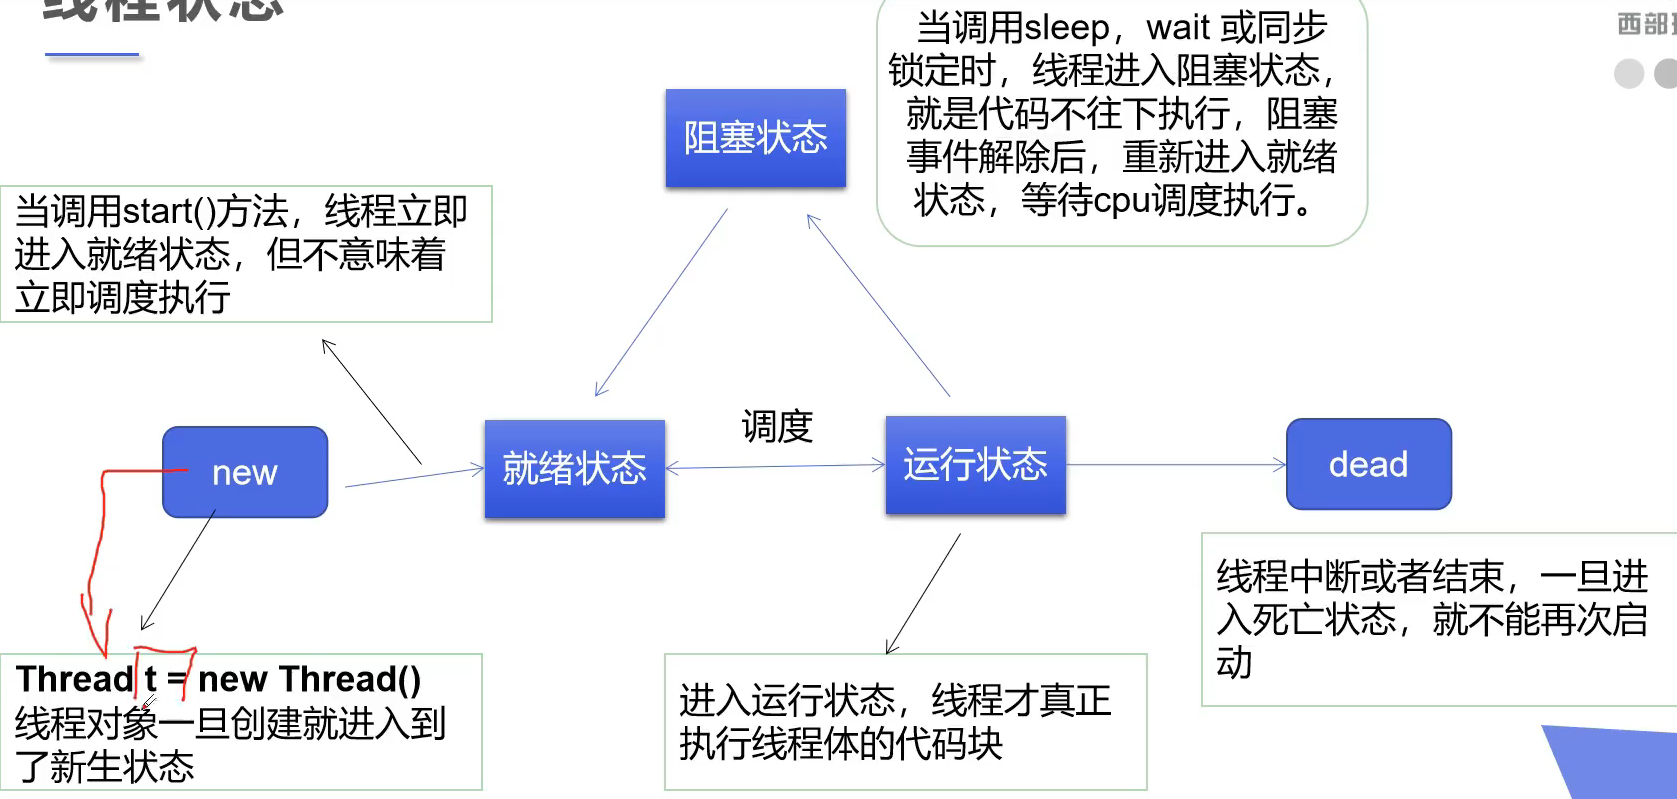 线程状态
西部
当调用sleep，wait 或同步
锁定时，线程进入阻塞状态，
就是代码不往下执行，阻塞
事件解除后，重新进入就绪
状态，等待cpu调度执行。
阻塞状态
当调用start()方法，线程立即
进入就绪状态，但不意味着
立即调度执行
调度
new
就绪状态
运行状态
dead
Thread t = new Thread()
线程对象一旦创建就进入到
了新生状态
进入运行状态，线程才真正
执行线程体的代码块
线程中断或者结束，一旦进
入死亡状态，就不能再次启
动